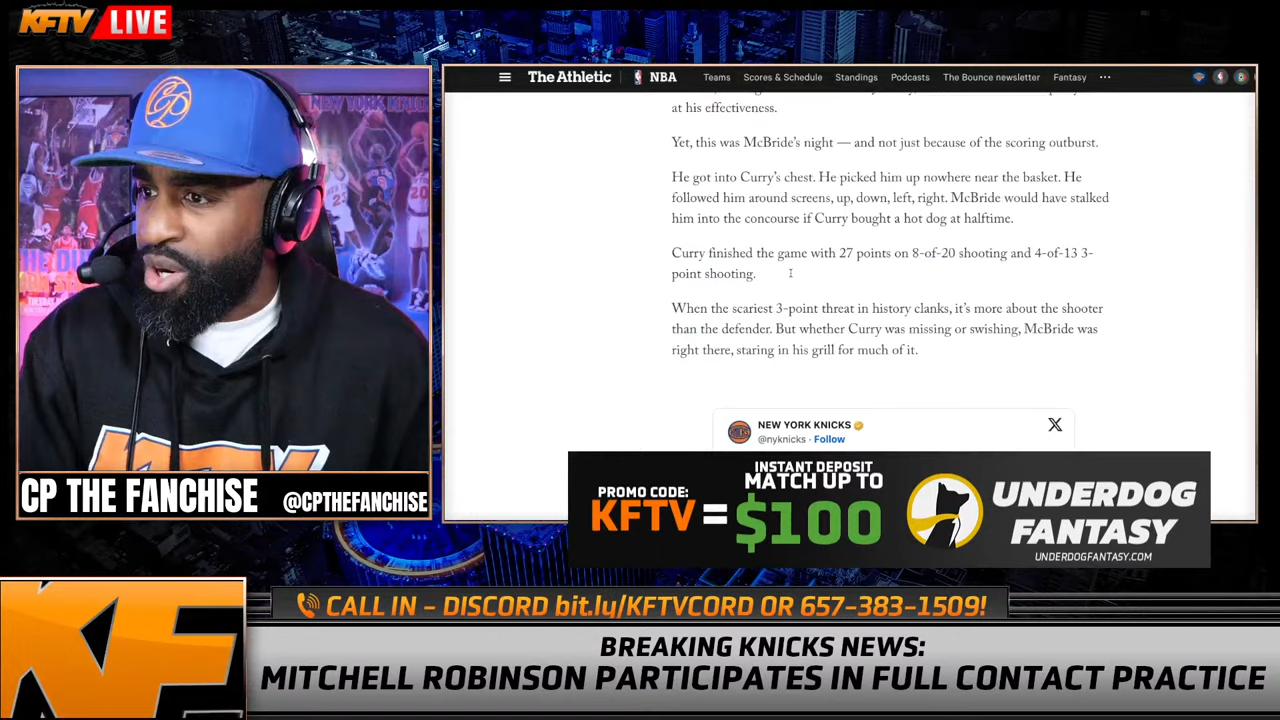 KFTV LIVE
The Athletic NBA Teams Scores & Schedule Standings Podcasts The Bounce newsletter Fantasy ...
at his effectiveness.
Yet, this was McBride's night — and not just because of the scoring outburst.
He got into Curry's chest. He picked him up nowhere near the basket. He
followed him around screens, up, down, left, right. McBride would have stalked
him into the concourse if Curry bought a hot dog at halftime.
Curry finished the game with 27 points on 8-of-20 shooting and 4-of-13 3-
point shooting.
When the scariest 3-point threat in history clanks, it's more about the shooter
than the defender. But whether Curry was missing or swishing, McBride was
right there, staring in his grill for much of it.
NEW YORK KNICKS
@nyknicks · Follow
NEW YORK
CP THE FANCHISE @CPTHEFANCHISE
PROMO CODE:
KFTV
=
INSTANT DEPOSIT
MATCH UP TO
$100
UNDERDOG
FANTASY
UNDERDOGFANTASY.COM
CALL IN - DISCORD bit.ly/KFTVCORD OR 657-383-1509!
KF
BREAKING KNICKS NEWS:
MITCHELL ROBINSON PARTICIPATES IN FULL CONTACT PRACTICE